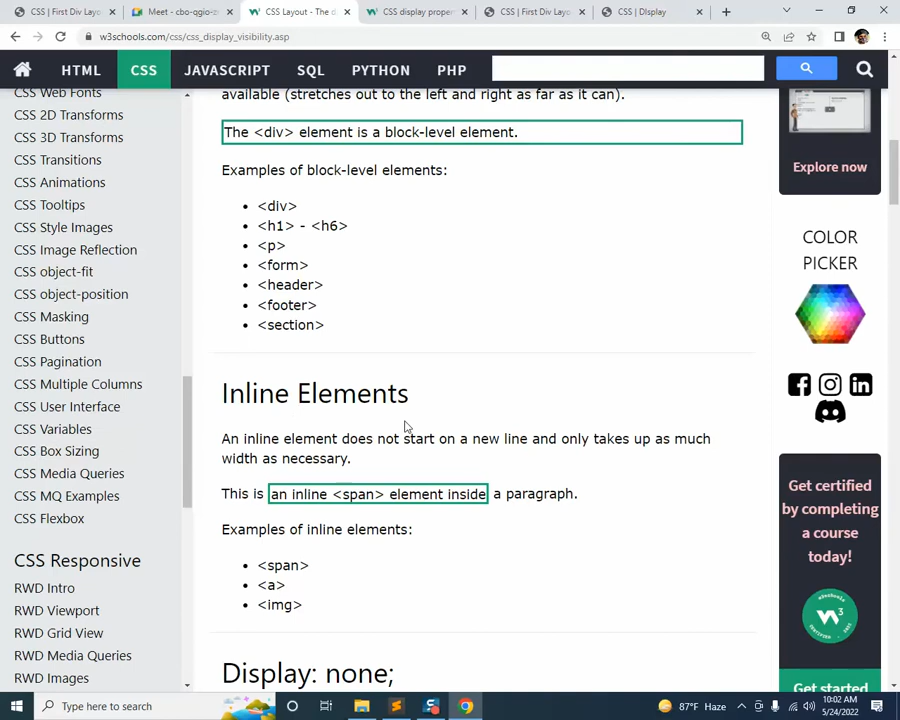 CSS | First Div Layo
Meet - cbo-qgio-z
CSS Layout - The d
CSS display proper
CSS | First Div Layo
CSS | DIsplay
w3schools.com/css/css_display_visibility.asp
HTML
CSS
JAVASCRIPT
SQL
PYTHON
PHP
CSS Web Fonts
CSS 2D Transforms
CSS 3D Transforms
CSS Transitions
CSS Animations
CSS Tooltips
CSS Style Images
CSS Image Reflection
CSS object-fit
CSS object-position
CSS Masking
CSS Buttons
CSS Pagination
CSS Multiple Columns
CSS User Interface
CSS Variables
CSS Box Sizing
CSS Media Queries
CSS MQ Examples
CSS Flexbox
CSS Responsive
RWD Intro
RWD Viewport
RWD Grid View
RWD Media Queries
RWD Images
available (stretches out to the left and right as far as it can).
The <div> element is a block-level element.
Examples of block-level elements:
<div>
<h1> - <h6>
<p>
<form>
<header>
<footer>
<section>
Inline Elements
An inline element does not start on a new line and only takes up as much
width as necessary.
This is an inline <span> element inside a paragraph.
Examples of inline elements:
<span>
<a>
<img>
Display: none;
Explore now
COLOR
PICKER
Get certified
by completing
a course
today!
Get started
Type here to search
87°F Haze
10:02 AM
5/24/2022